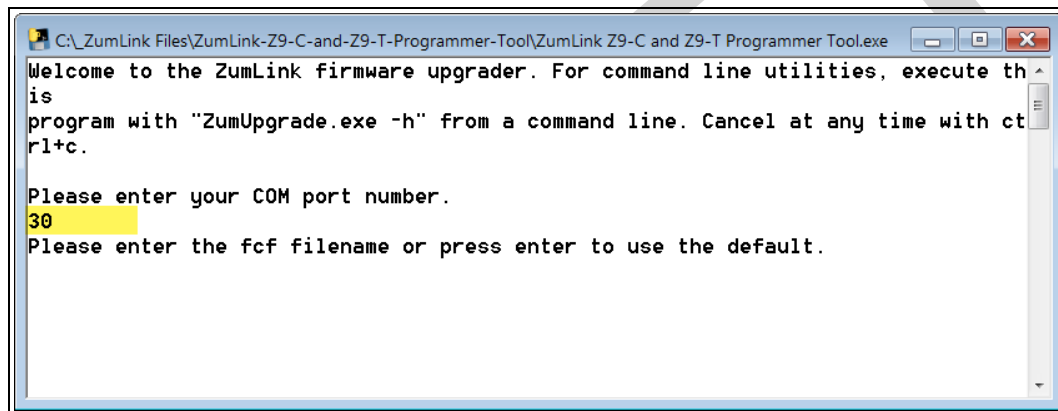 C:\_ZumLink Files\ZumLink-Z9-C-and-Z9-T-Programmer-Tool\ZumLink Z9-C and Z9-T Programmer Tool.exe
Welcome to the ZumLink firmware upgrader. For command line utilities, execute th
is
program with "ZumUpgrade.exe -h" from a command line. Cancel at any time with ct
rl+c.
Please enter your COM port number.
30
Please enter the fcf filename or press enter to use the default.